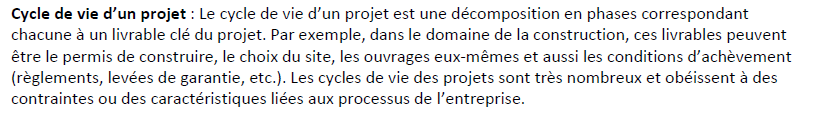 Cycle de vie d’un projet : Le cycle de vie d’un projet est une décomposition en phases correspondant
chacune à un livrable clé du projet. Par exemple, dans le domaine de la construction, ces livrables peuvent
être le permis de construire, le choix du site, les ouvrages eux-mêmes et aussi les conditions d’achèvement
(règlements, levées de garantie, etc.). Les cycles de vie des projets sont très nombreux et obéissent à des
contraintes ou des caractéristiques liées aux processus de l’entreprise.